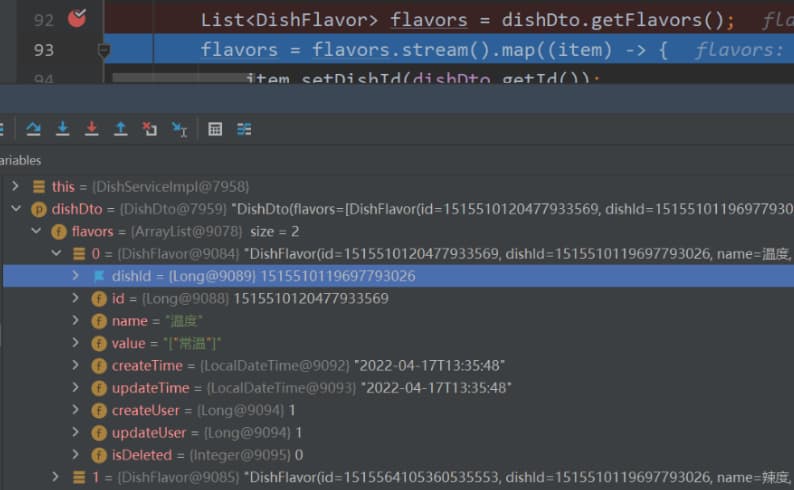 92 List<DishFlavor> flavors = dishDto.getFlavors(); fla
93 flavors = flavors.stream().map((item) -> { flavors:
94 item.setDishId(dishDto.getId());
ariables
this = {DishServiceImpl@7958}
dishDto = {DishDto@7959} "DishDto(flavors=[DishFlavor(id=1515510120477933569, dishId=15155101196977930
flavors = {ArrayList@9078} size = 2
0 = {DishFlavor@9084} "DishFlavor(id=1515510120477933569, dishId=1515510119697793026, name=温度,
dishId = {Long@9089} 1515510119697793026
id = {Long@9088} 1515510120477933569
name = "温度"
value = "["常温"]"
createTime = {LocalDateTime@9092} "2022-04-17T13:35:48"
updateTime = {LocalDateTime@9093} "2022-04-17T13:35:48"
createUser = {Long@9094} 1
updateUser = {Long@9094} 1
isDeleted = {Integer@9095} 0
1 = {DishFlavor@9085} "DishFlavor(id=1515564105360535553, dishId=1515510119697793026, name=辣度,